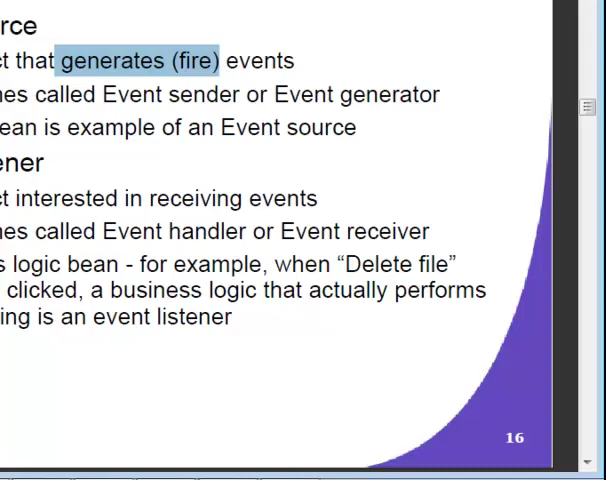 rce
ct that generates (fire) events
nes called Event sender or Event generator
ean is example of an Event source
ener
ct interested in receiving events
nes called Event handler or Event receiver
s logic bean - for example, when “Delete file”
clicked, a business logic that actually performs
ing is an event listener
16